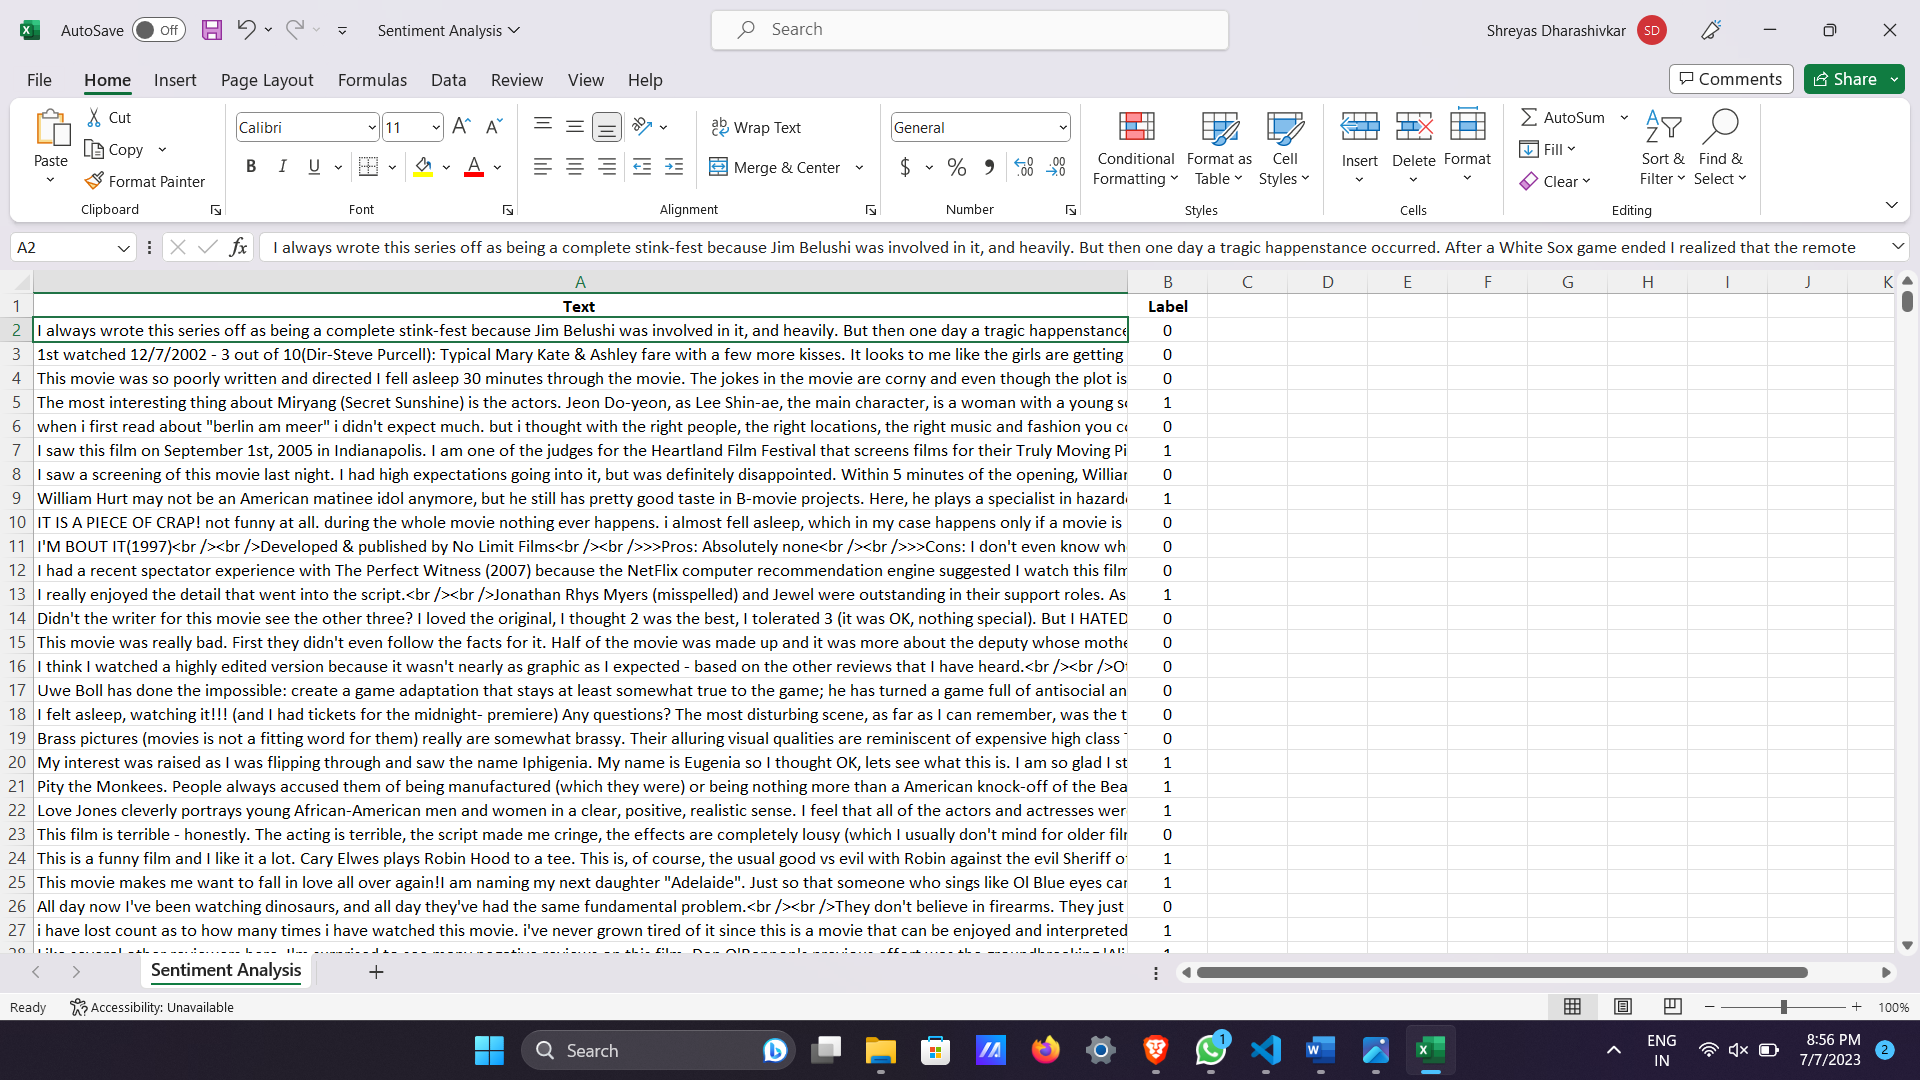 AutoSave Off Sentiment Analysis Search Shreyas Dharashivkar SD
File Home Insert Page Layout Formulas Data Review View Help Comments Share
Paste Cut Copy Format Painter Clipboard
Calibri 11 B I U A Font
Wrap Text Merge & Center Alignment
General $ % Number
Conditional Formatting Format as Table Cell Styles Styles
Insert Delete Format Cells
AutoSum Fill Clear Sort & Filter Find & Select Editing
A2 fx I always wrote this series off as being a complete stink-fest because Jim Belushi was involved in it, and heavily. But then one day a tragic happenstance occurred. After a White Sox game ended I realized that the remote
A B C D E F G H I J K
1 Text Label
2 I always wrote this series off as being a complete stink-fest because Jim Belushi was involved in it, and heavily. But then one day a tragic happenstance 0
3 1st watched 12/7/2002 - 3 out of 10(Dir-Steve Purcell): Typical Mary Kate & Ashley fare with a few more kisses. It looks to me like the girls are getting 0
4 This movie was so poorly written and directed I fell asleep 30 minutes through the movie. The jokes in the movie are corny and even though the plot is 0
5 The most interesting thing about Miryang (Secret Sunshine) is the actors. Jeon Do-yeon, as Lee Shin-ae, the main character, is a woman with a young 1
6 when i first read about "berlin am meer" i didn't expect much. but i thought with the right people, the right locations, the right music and fashion you 0
7 I saw this film on September 1st, 2005 in Indianapolis. I am one of the judges for the Heartland Film Festival that screens films for their Truly Moving 1
8 I saw a screening of this movie last night. I had high expectations going into it, but was definitely disappointed. Within 5 minutes of the opening, 0
9 William Hurt may not be an American matinee idol anymore, but he still has pretty good taste in B-movie projects. Here, he plays a specialist in 1
10 IT IS A PIECE OF CRAP! not funny at all. during the whole movie nothing ever happens. i almost fell asleep, which in my case happens only if a movie is 0
11 I'M BOUT IT(1997)<br /><br />Developed & published by No Limit Films<br /><br />>>Pros: Absolutely none<br /><br />>>Cons: I don't even know wh 0
12 I had a recent spectator experience with The Perfect Witness (2007) because the NetFlix computer recommendation engine suggested I watch this film 0
13 I really enjoyed the detail that went into the script.<br /><br />Jonathan Rhys Myers (misspelled) and Jewel were outstanding in their support roles. As 1
14 Didn't the writer for this movie see the other three? I loved the original, I thought 2 was the best, I tolerated 3 (it was OK, nothing special). But I HATED 0
15 This movie was really bad. First they didn't even follow the facts for it. Half of the movie was made up and it was more about the deputy whose mothe 0
16 I think I watched a highly edited version because it wasn't nearly as graphic as I expected - based on the other reviews that I have heard.<br /><br /> 0
17 Uwe Boll has done the impossible: create a game adaptation that stays at least somewhat true to the game; he has turned a game full of antisocial an 0
18 I felt asleep, watching it!!! (and I had tickets for the midnight- premiere) Any questions? The most disturbing scene, as far as I can remember, was the t 0
19 Brass pictures (movies is not a fitting word for them) really are somewhat brassy. Their alluring visual qualities are reminiscent of expensive high class 0
20 My interest was raised as I was flipping through and saw the name Iphigenia. My name is Eugenia so I thought OK, lets see what this is. I am so glad I st 1
21 Pity the Monkees. People always accused them of being manufactured (which they were) or being nothing more than a American knock-off of the Bea 1
22 Love Jones cleverly portrays young African-American men and women in a clear, positive, realistic sense. I feel that all of the actors and actresses wer 1
23 This film is terrible - honestly. The acting is terrible, the script made me cringe, the effects are completely lousy (which I usually don't mind for older 0
24 This is a funny film and I like it a lot. Cary Elwes plays Robin Hood to a tee. This is, of course, the usual good vs evil with Robin against the evil Sheriff 1
25 This movie makes me want to fall in love all over again!I am naming my next daughter "Adelaide". Just so that someone who sings like Ol Blue eyes can 1
26 All day now I've been watching dinosaurs, and all day they've had the same fundamental problem.<br /><br />They don't believe in firearms. They just 0
27 i have lost count as to how many times i have watched this movie. i've never grown tired of it since this is a movie that can be enjoyed and interpreted 1
Sentiment Analysis
Ready Accessibility: Unavailable 100%
Search 1 ENG IN 8:56 PM 7/7/2023 2